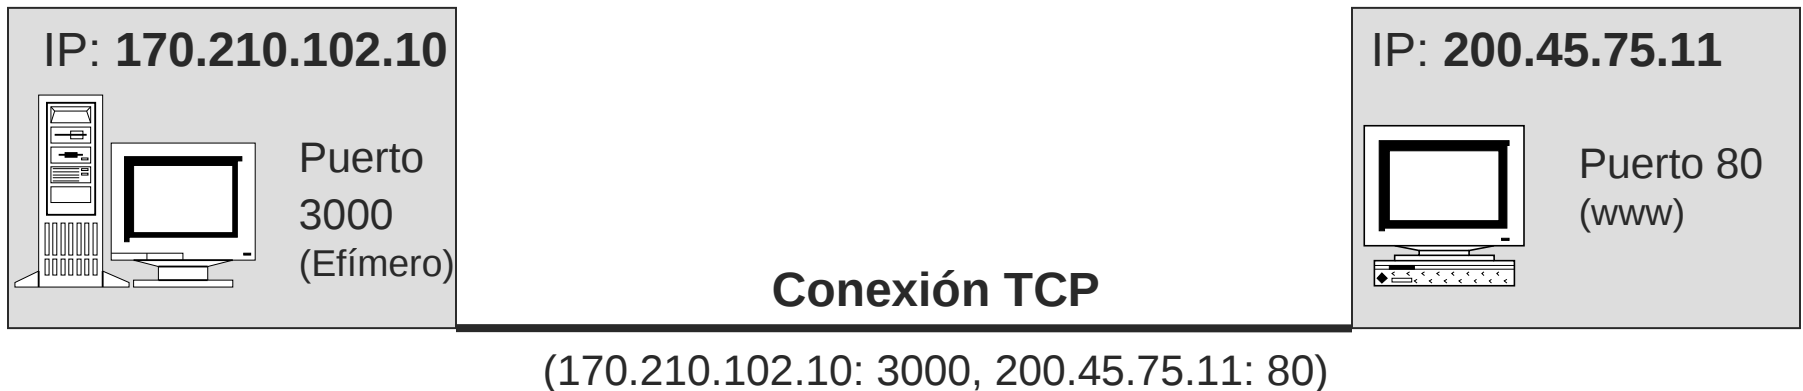 IP: 170.210.102.10
Puerto
3000
(Efímero)
IP: 200.45.75.11
Puerto 80
(www)
Conexión TCP
(170.210.102.10: 3000, 200.45.75.11: 80)